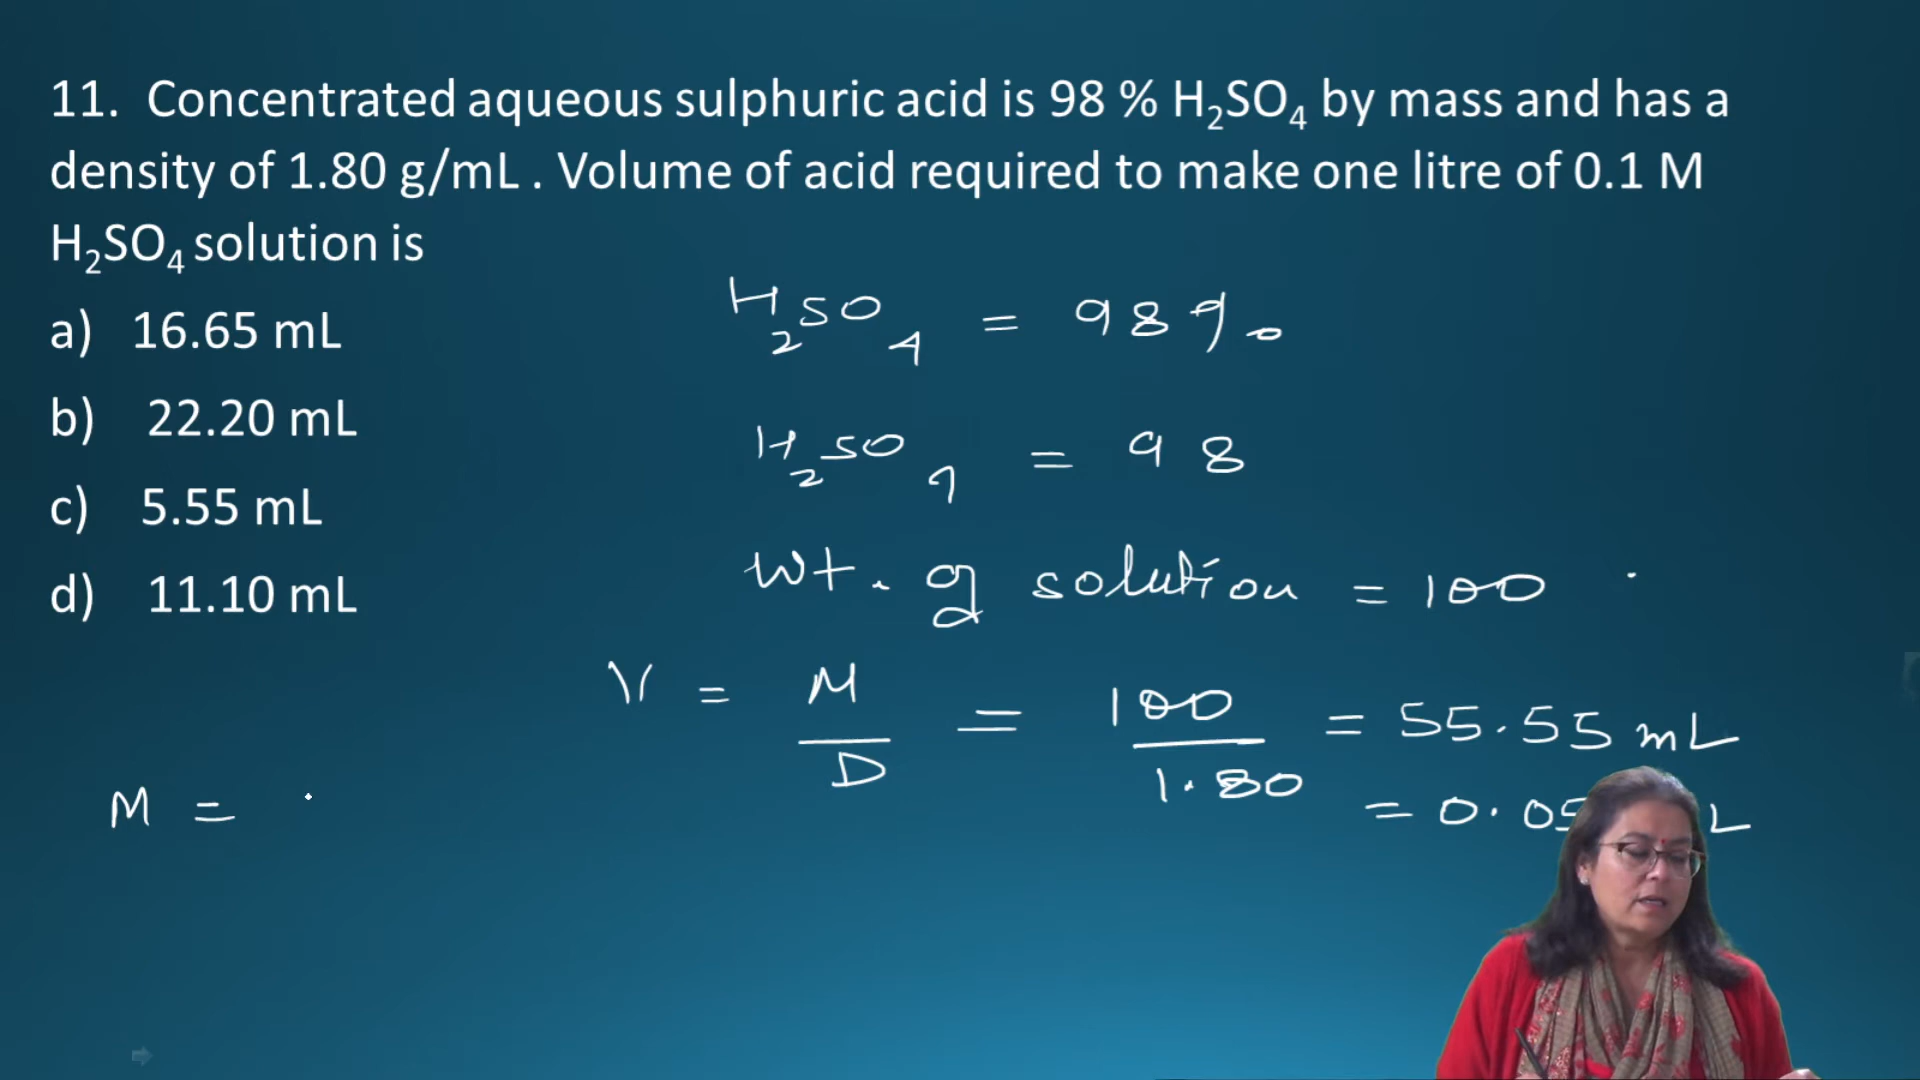 11. Concentrated aqueous sulphuric acid is 98 % H₂SO₄ by mass and has a
density of 1.80 g/mL . Volume of acid required to make one litre of 0.1 M
H₂SO₄ solution is
a) 16.65 mL
b) 22.20 mL
c) 5.55 mL
d) 11.10 mL
H₂SO₄ = 98%
H₂SO₄ = 98
wt. of solution = 100
V = M/D = 100/1.80 = 55.55 mL
= 0.05 L
M =